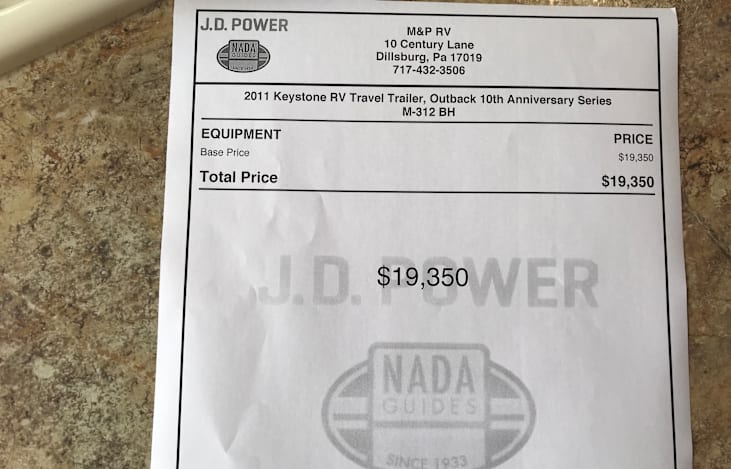 J.D. POWER
NADA
GUIDES
M&P RV
10 Century Lane
Dillsburg, Pa 17019
717-432-3506
2011 Keystone RV Travel Trailer, Outback 10th Anniversary Series
M-312 BH
EQUIPMENT PRICE
Base Price $19,350
Total Price $19,350
J.D. POWER
$19,350
NADA
GUIDES
SINCE 1933